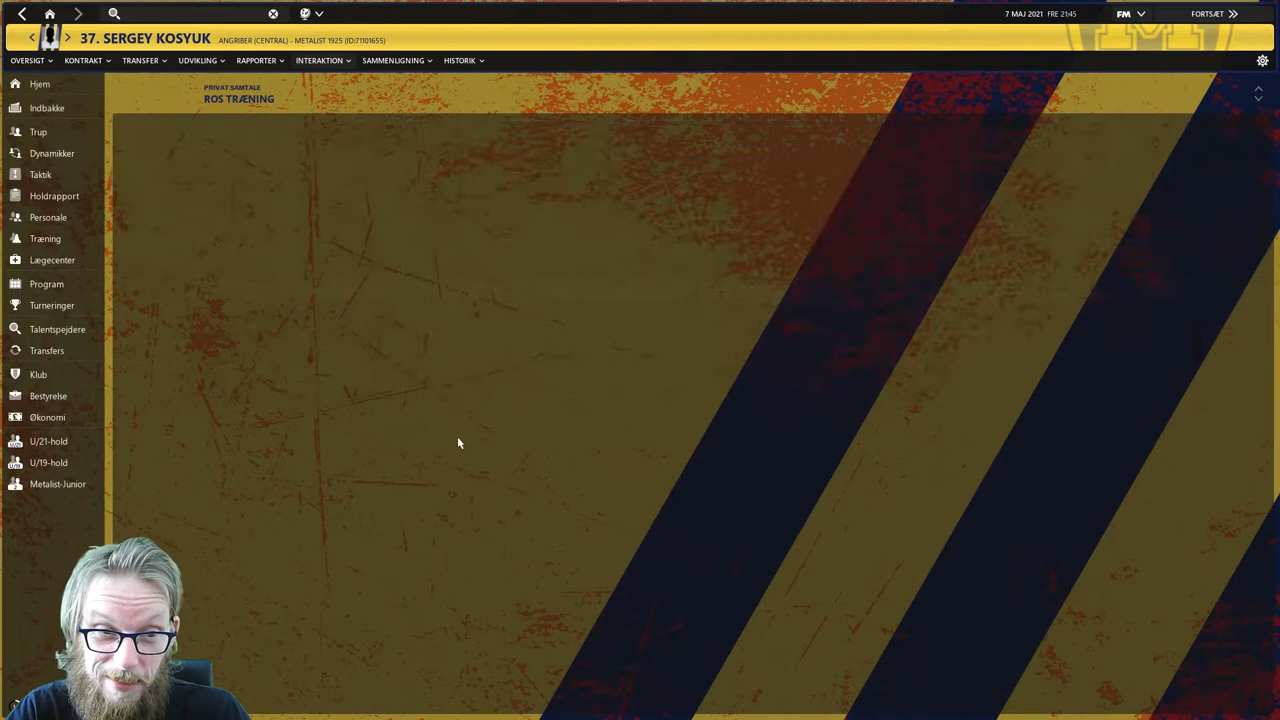 7 MAJ 2021 FRE 21:45
FM
FORTSÆT
37. SERGEY KOSYUK ANGRIBER (CENTRAL) - METALIST 1925 (ID:71101655)
OVERSIGT KONTRAKT TRANSFER UDVIKLING RAPPORTER INTERAKTION SAMMENLIGNING HISTORIK
PRIVAT SAMTALE
ROS TRÆNING
Hjem
Indbakke
Trup
Dynamikker
Taktik
Holdrapport
Personale
Træning
Lægecenter
Program
Turneringer
Talentspejdere
Transfers
Klub
Bestyrelse
Økonomi
U/21-hold
U/19-hold
Metalist-Junior